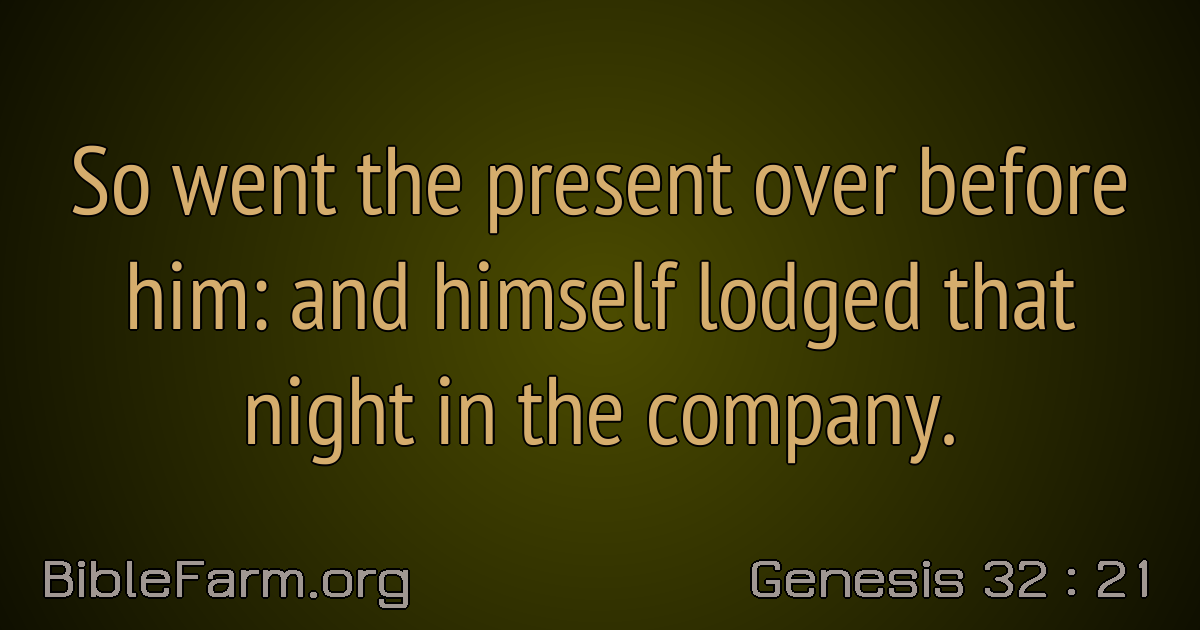 So went the present over before
him: and himself lodged that
night in the company.
BibleFarm.org
Genesis 32 : 21